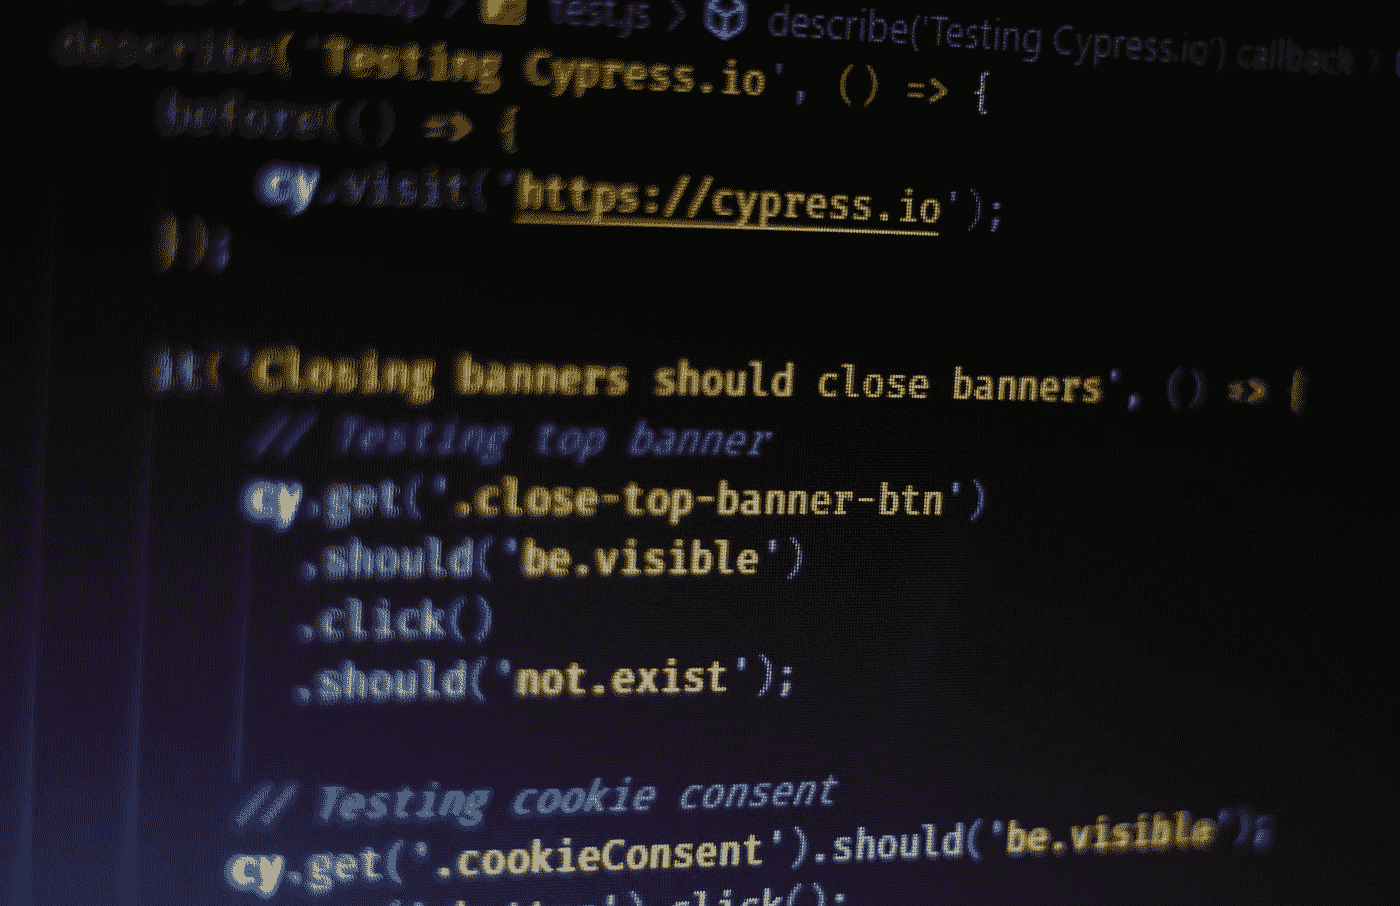 test.js > describe('Testing Cypress.io') callback >
describe('Testing Cypress.io', () => {
before(() => {
cy.visit('https://cypress.io');
});
it('Closing banners should close banners', () => {
// Testing top banner
cy.get('.close-top-banner-btn')
.should('be.visible')
.click()
.should('not.exist');
// Testing cookie consent
cy.get('.cookieConsent').should('be.visible');
.click();